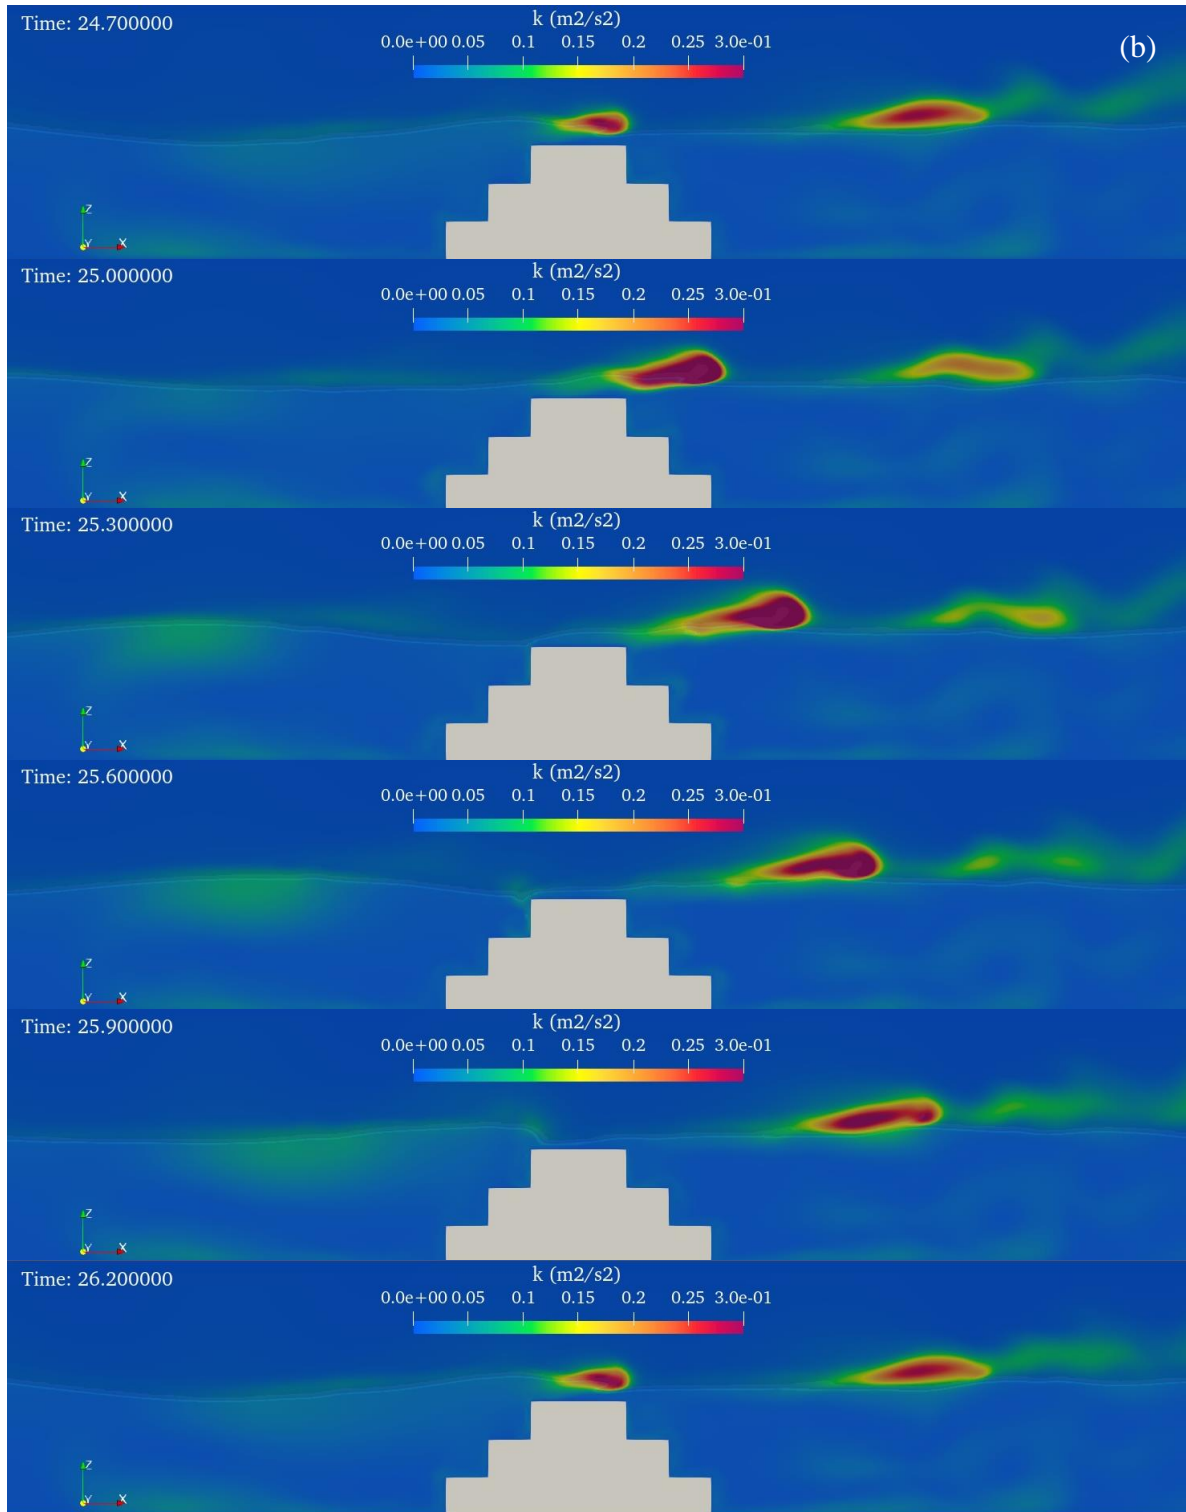 Time: 24.700000
k (m2/s2)
0.0e+00 0.05 0.1 0.15 0.2 0.25 3.0e-01
(b)
Z
Y X
Time: 25.000000
k (m2/s2)
0.0e+00 0.05 0.1 0.15 0.2 0.25 3.0e-01
Z
Y X
Time: 25.300000
k (m2/s2)
0.0e+00 0.05 0.1 0.15 0.2 0.25 3.0e-01
Z
Y X
Time: 25.600000
k (m2/s2)
0.0e+00 0.05 0.1 0.15 0.2 0.25 3.0e-01
Z
Y X
Time: 25.900000
k (m2/s2)
0.0e+00 0.05 0.1 0.15 0.2 0.25 3.0e-01
Z
Y X
Time: 26.200000
k (m2/s2)
0.0e+00 0.05 0.1 0.15 0.2 0.25 3.0e-01
Z
Y X